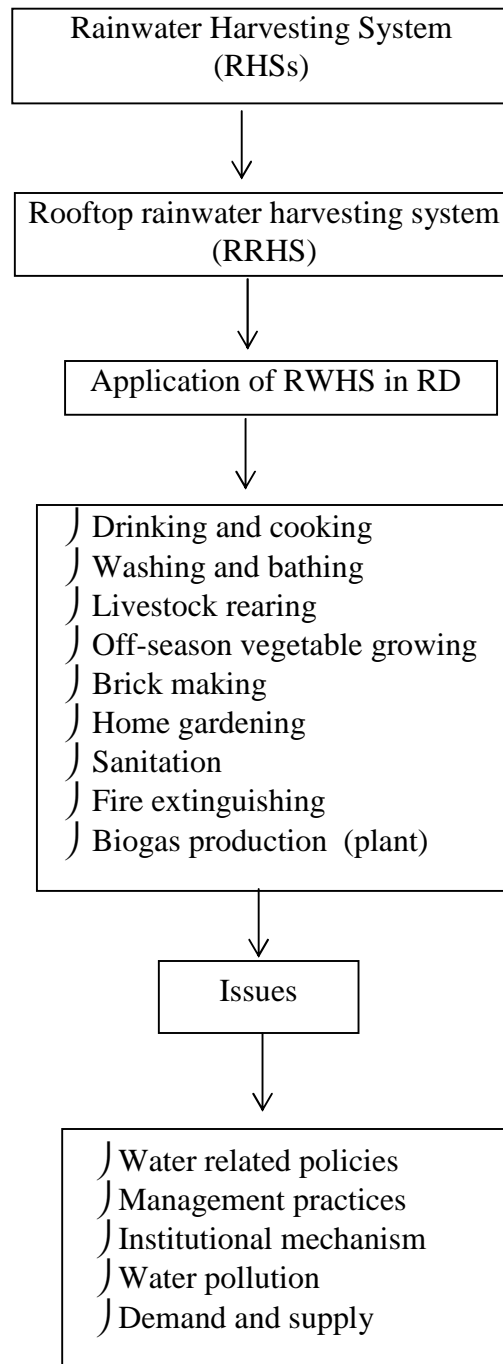 Rainwater Harvesting System
(RHSs)
Rooftop rainwater harvesting system
(RRHS)
Application of RWHS in RD
⌡ Drinking and cooking
⌡ Washing and bathing
⌡ Livestock rearing
⌡ Off-season vegetable growing
⌡ Brick making
⌡ Home gardening
⌡ Sanitation
⌡ Fire extinguishing
⌡ Biogas production (plant)
Issues
⌡ Water related policies
⌡ Management practices
⌡ Institutional mechanism
⌡ Water pollution
⌡ Demand and supply